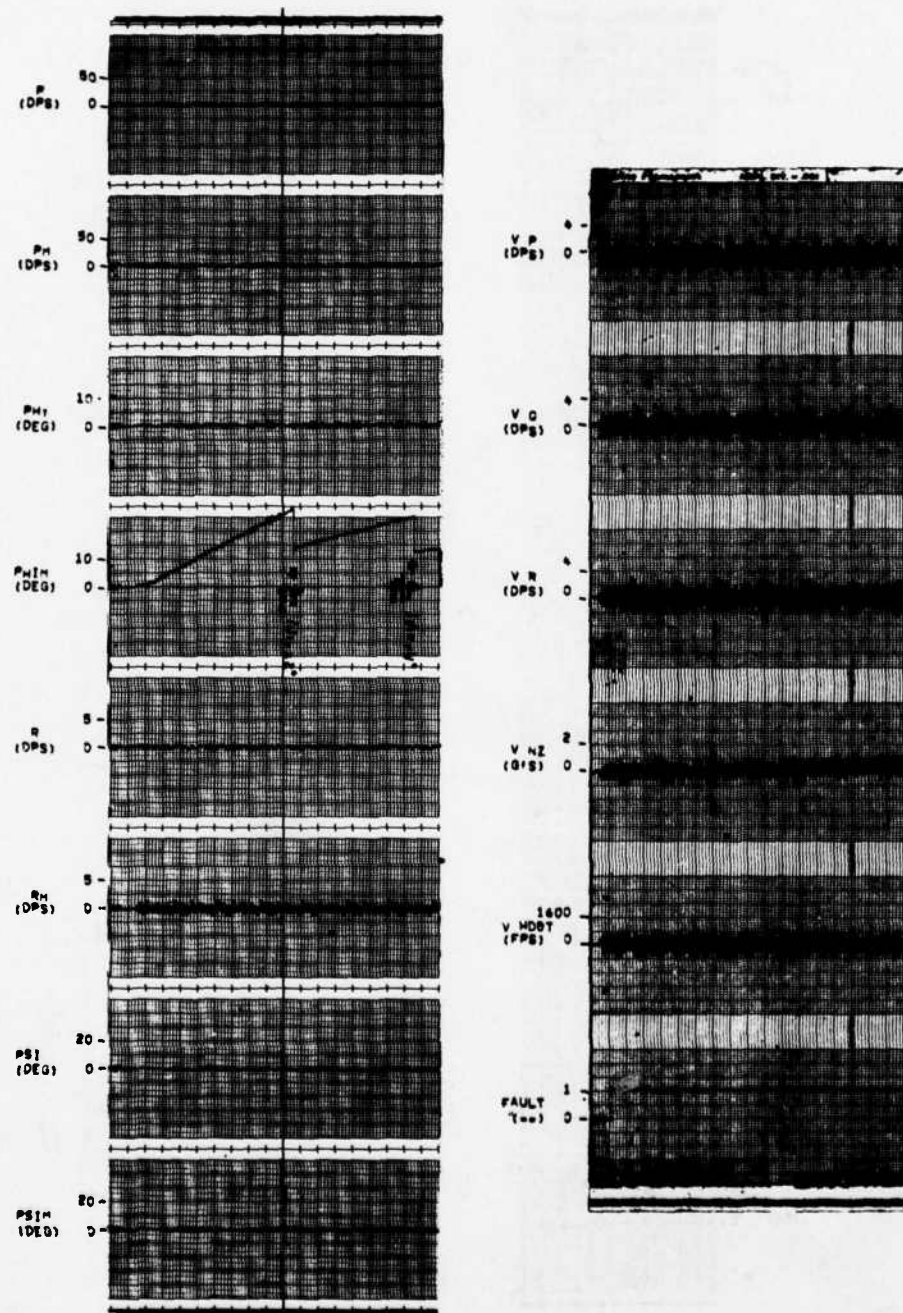 P
(DPS)
50
0
PM
(DPS)
50
0
PHI
(DEG)
10
0
PHIM
(DEG)
10
0
R
(DPS)
5
0
RM
(DPS)
5
0
PSI
(DEG)
20
0
PSIM
(DEG)
20
0
V P
(DPS)
4
0
V Q
(DPS)
4
0
V R
(DPS)
4
0
V NZ
(G'S)
2
0
V HDOT
(FPS)
1600
0
FAULT
1
0